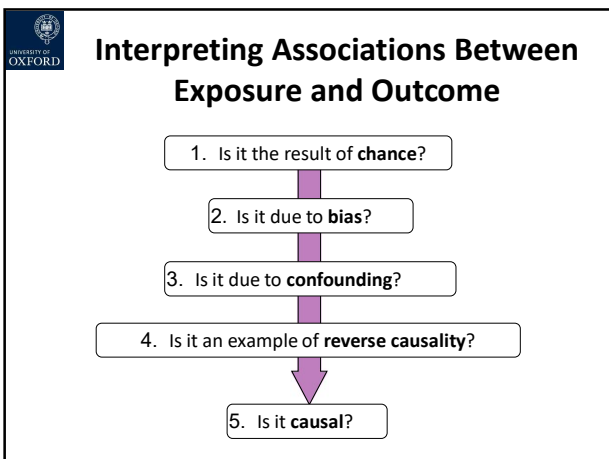 UNIVERSITY OF
OXFORD
Interpreting Associations Between
Exposure and Outcome
1. Is it the result of chance?
2. Is it due to bias?
3. Is it due to confounding?
4. Is it an example of reverse causality?
5. Is it causal?